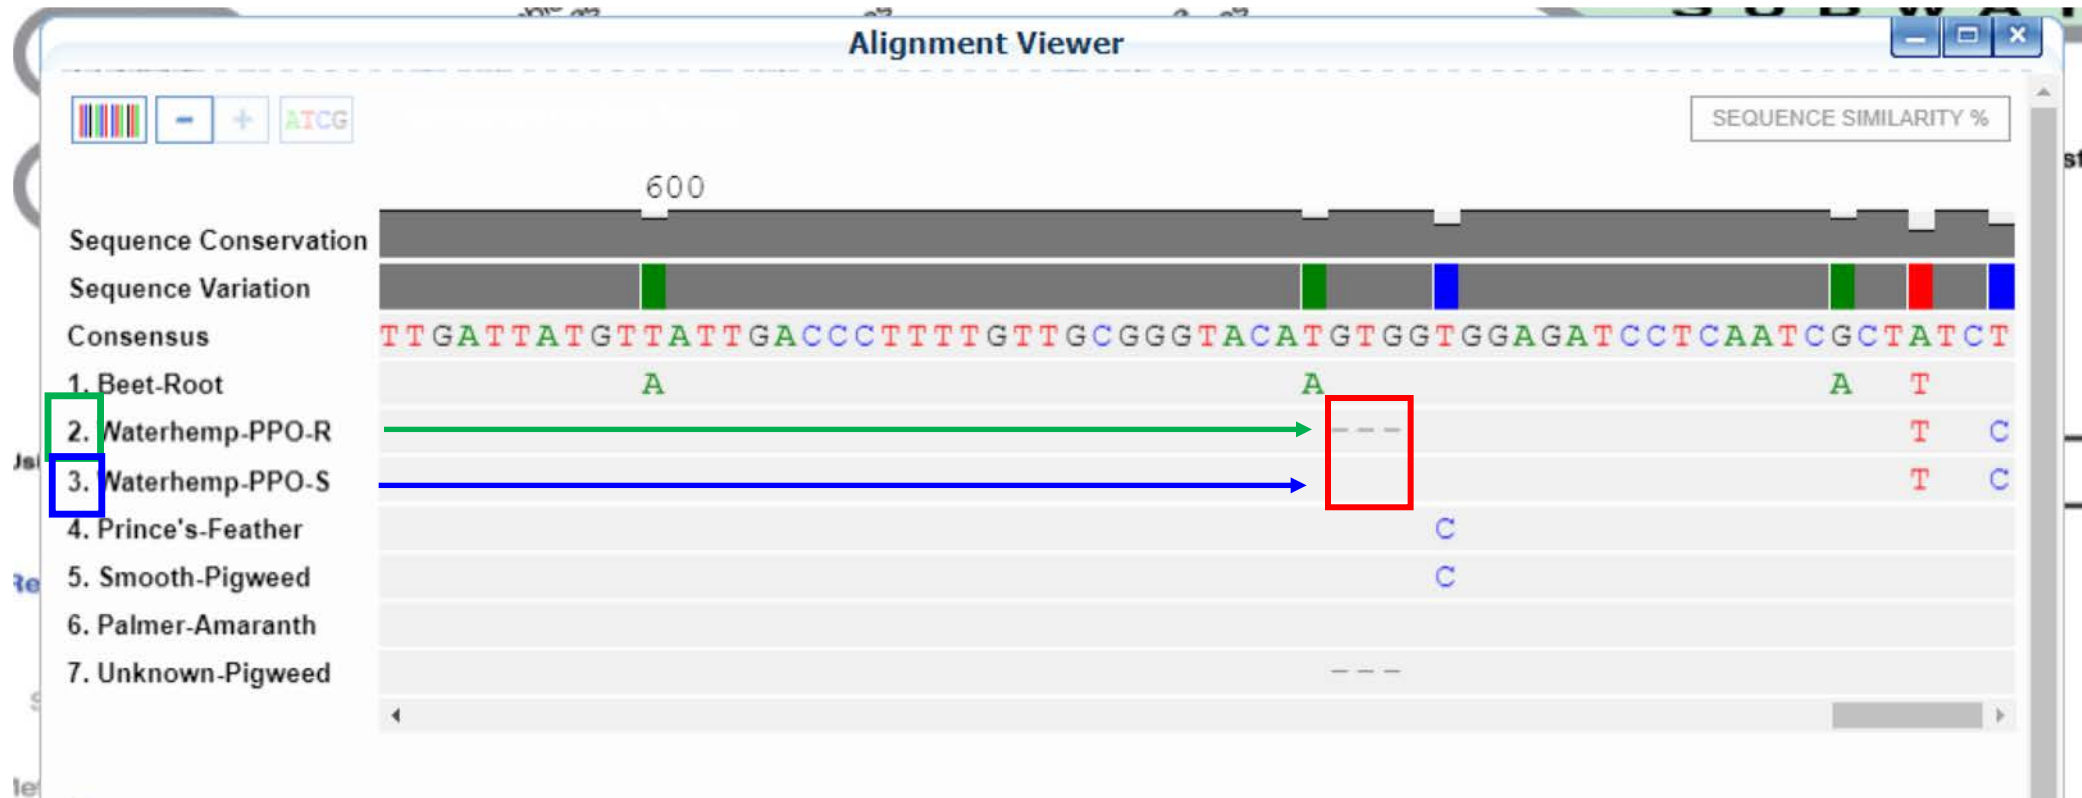 SUBWAY
Alignment Viewer
ATCG
SEQUENCE SIMILARITY %
600
Sequence Conservation
Sequence Variation
Consensus TTGATTATGTTATTGACCCTTTTGTTGCGGGTACATGTGGTGGAGATCCTCAATCGCTATCT
1. Beet-Root A A A T
2. Waterhemp-PPO-R --- T C
3. Waterhemp-PPO-S T C
4. Prince's-Feather C
5. Smooth-Pigweed C
6. Palmer-Amaranth
7. Unknown-Pigweed ---